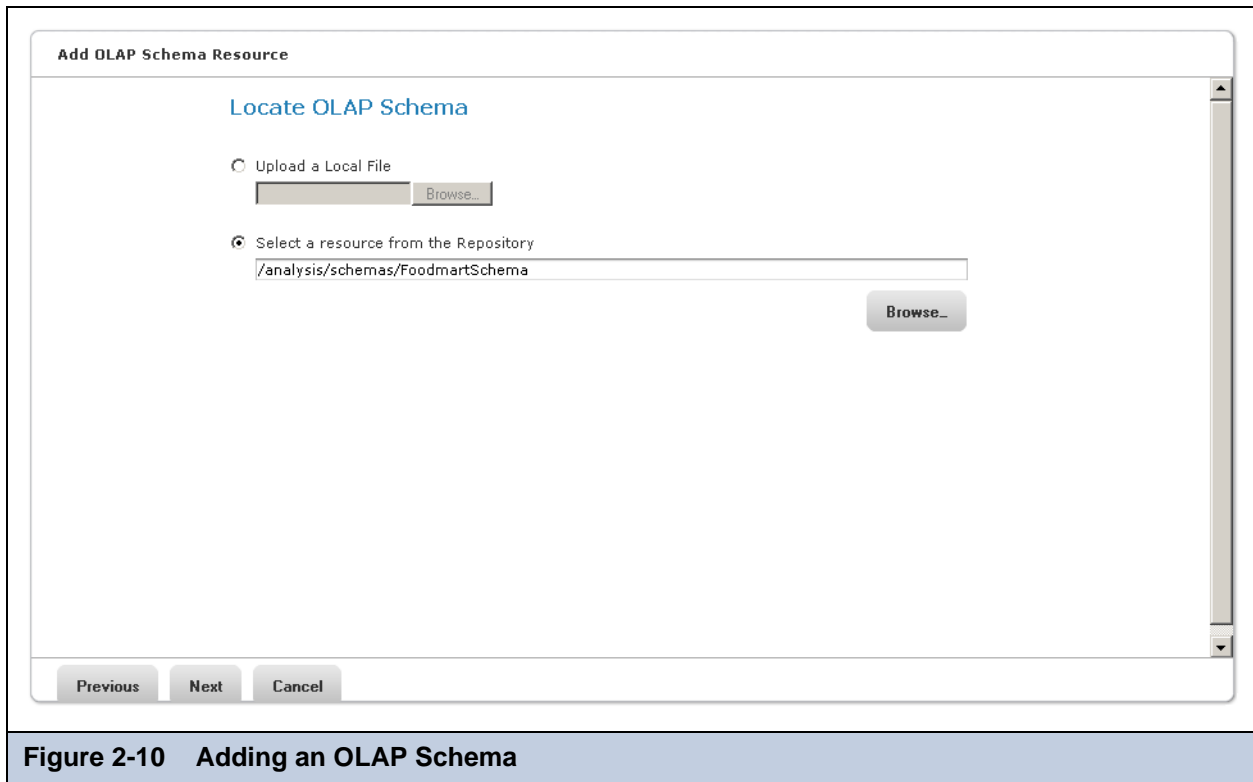 Add OLAP Schema Resource
Locate OLAP Schema
Upload a Local File
Browse...
Select a resource from the Repository
/analysis/schemas/FoodmartSchema
Browse...
Previous Next Cancel
Figure 2-10 Adding an OLAP Schema